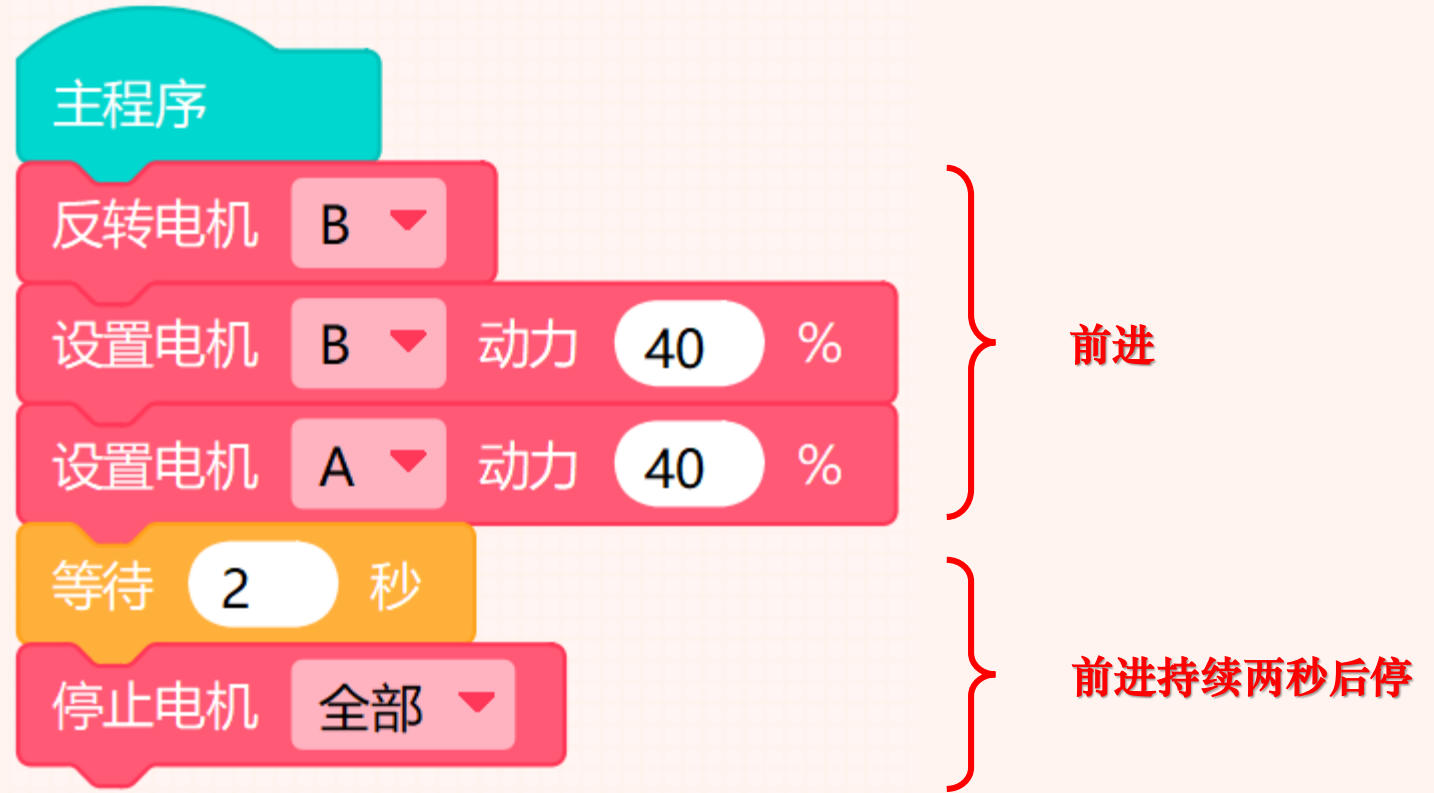 主程序
反转电机 B
设置电机 B 动力 40 %
前进
设置电机 A 动力 40 %
等待 2 秒
前进持续两秒后停
停止电机 全部